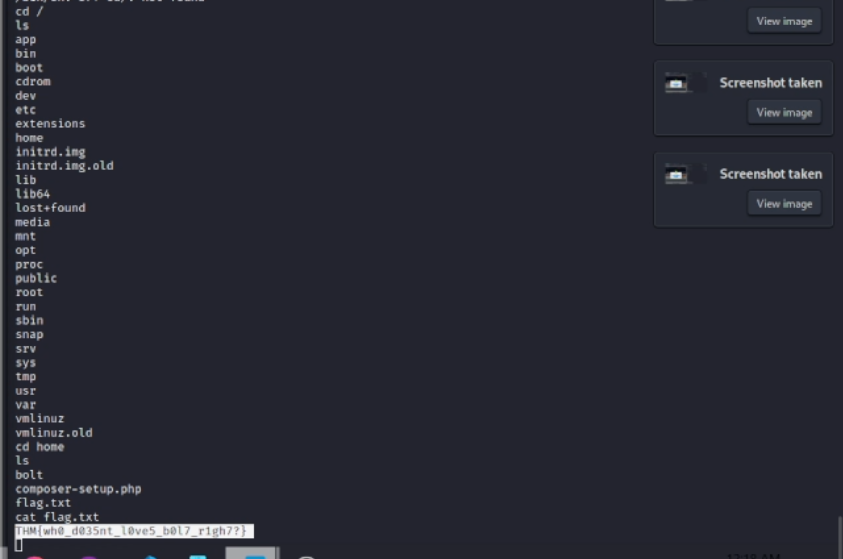 cd /
ls
app
bin
boot
cdrom
dev
etc
extensions
home
initrd.img
initrd.img.old
lib
lib64
lost+found
media
mnt
opt
proc
public
root
run
sbin
snap
srv
sys
tmp
usr
var
vmlinuz
vmlinuz.old
cd home
ls
bolt
composer-setup.php
flag.txt
cat flag.txt
THM{wh0_d035nt_l0ve5_b0l7_r1gh7?}
View image
Screenshot taken
View image
Screenshot taken
View image